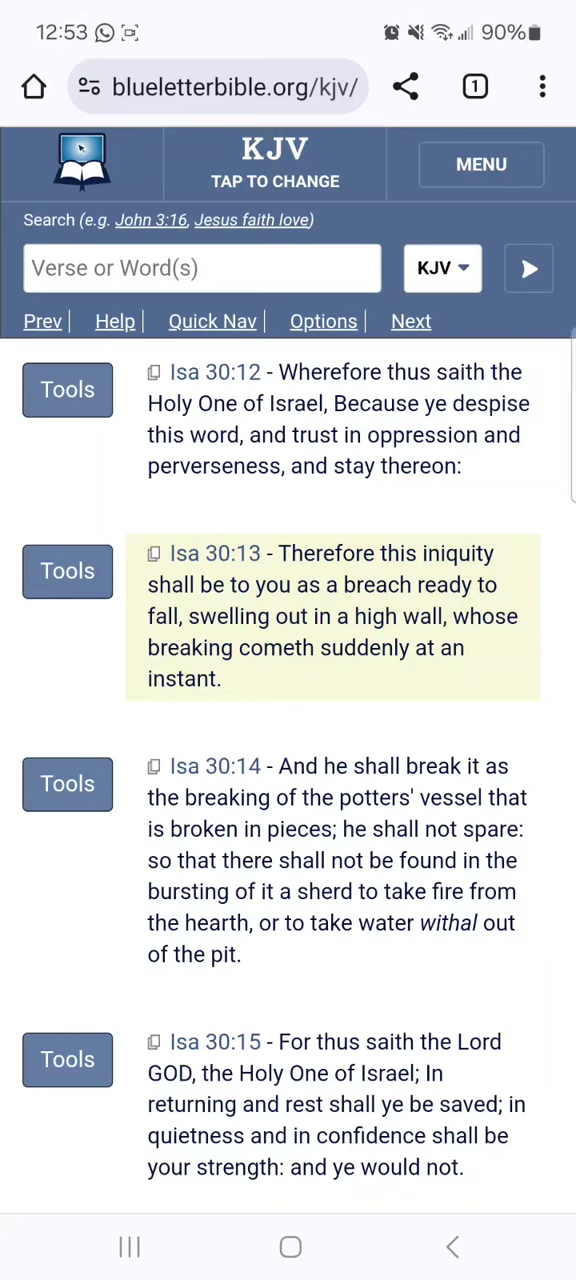 12:53 90%
blueletterbible.org/kjv/ 1
KJV
TAP TO CHANGE
MENU
Search (e.g. John 3:16, Jesus faith love)
Verse or Word(s) KJV
Prev| Help| Quick Nav| Options| Next
Tools
Isa 30:12 - Wherefore thus saith the
Holy One of Israel, Because ye despise
this word, and trust in oppression and
perverseness, and stay thereon:
Tools
Isa 30:13 - Therefore this iniquity
shall be to you as a breach ready to
fall, swelling out in a high wall, whose
breaking cometh suddenly at an
instant.
Tools
Isa 30:14 - And he shall break it as
the breaking of the potters' vessel that
is broken in pieces; he shall not spare:
so that there shall not be found in the
bursting of it a sherd to take fire from
the hearth, or to take water withal out
of the pit.
Tools
Isa 30:15 - For thus saith the Lord
GOD, the Holy One of Israel; In
returning and rest shall ye be saved; in
quietness and in confidence shall be
your strength: and ye would not.